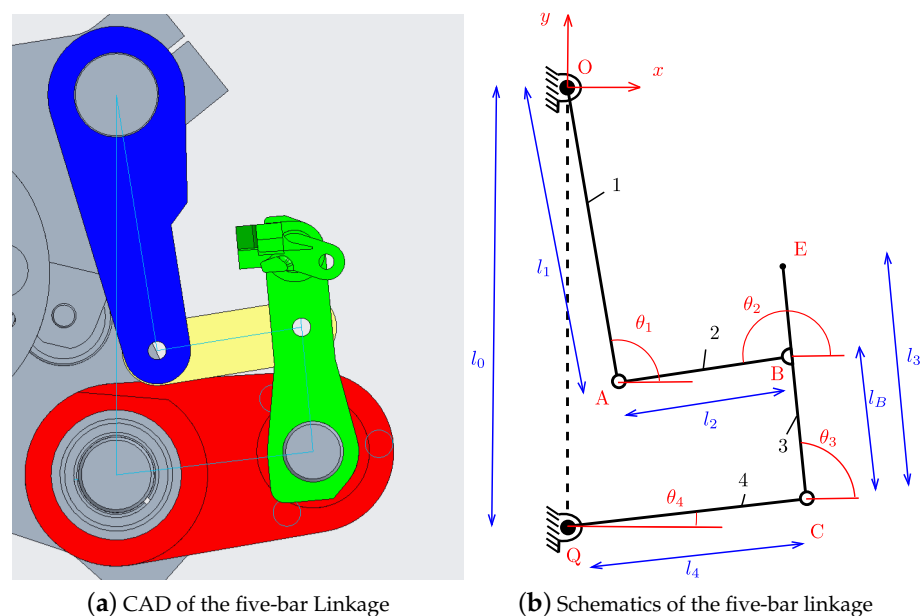 y
O
x
1
E
l₁
θ₁
θ₂
2
l₃
l₀
B
A
l_B
l₂
3
θ₃
4
θ₄
C
Q
l₄
(a) CAD of the five-bar Linkage
(b) Schematics of the five-bar linkage